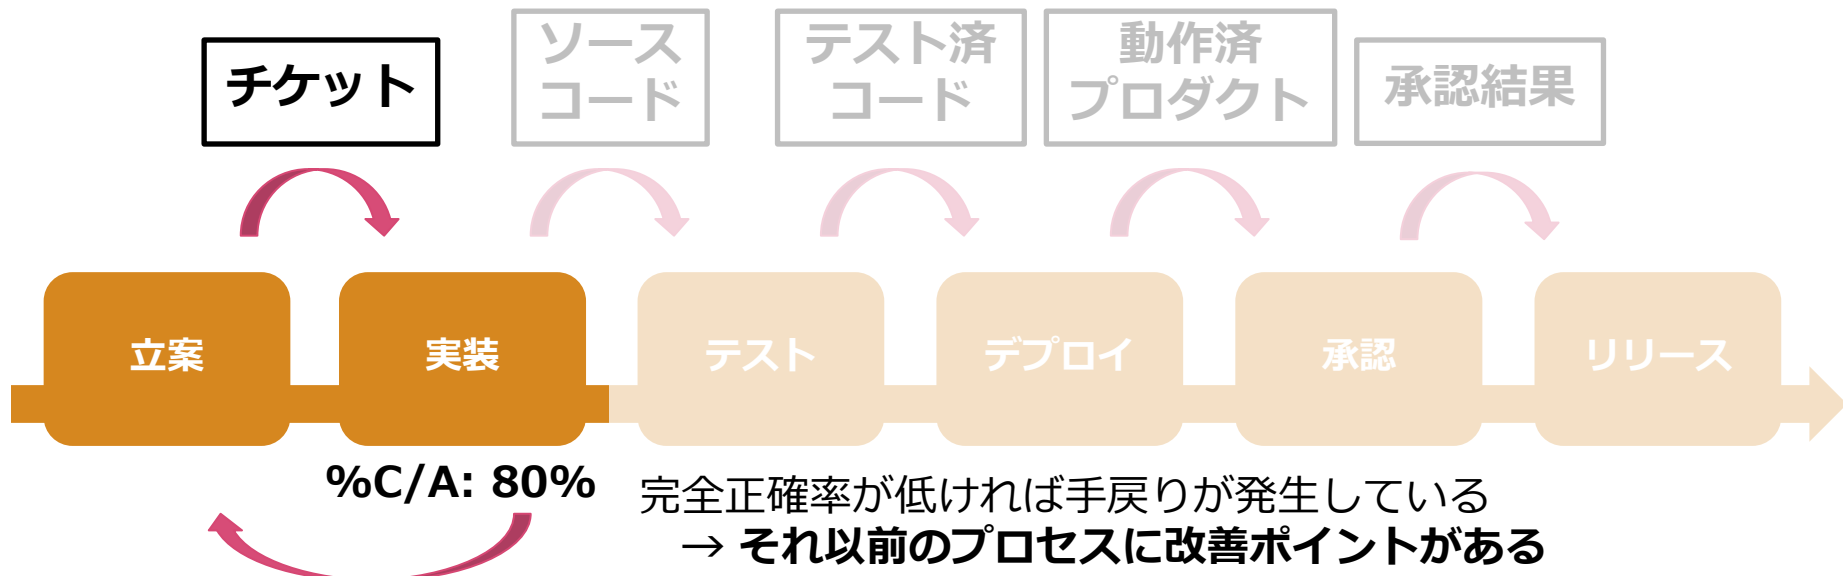 チケット
ソース
コード
テスト済
コード
動作済
プロダクト
承認結果
立案
実装
テスト
デプロイ
承認
リリース
%C/A: 80%
完全正確率が低ければ手戻りが発生している
→ それ以前のプロセスに改善ポイントがある